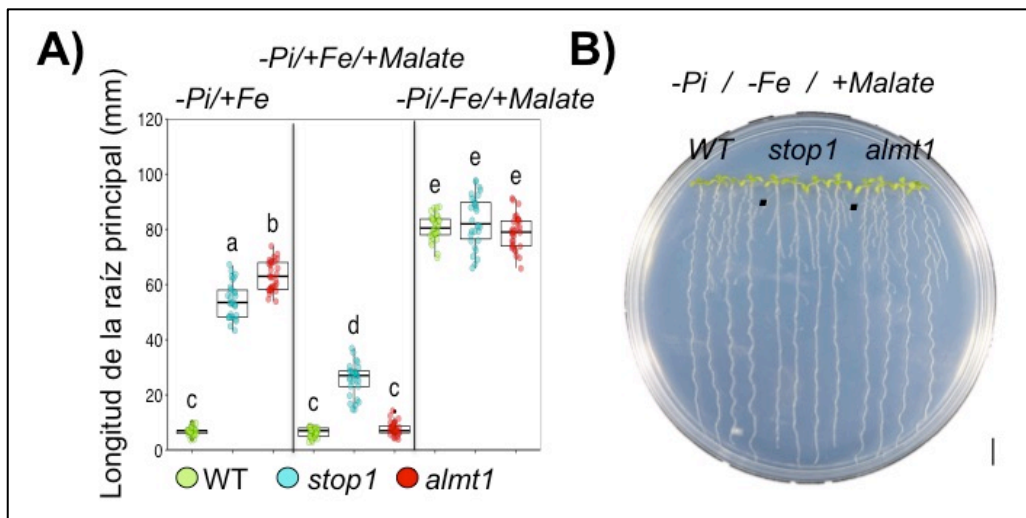 A)
-Pi/+Fe/+Malate
-Pi/+Fe
-Pi/-Fe/+Malate
Longitud de la raíz principal (mm)
120
100
80
60
40
20
0
c
a
b
c
d
c
e
e
e
WT
stop1
almt1
B)
-Pi / -Fe / +Malate
WT
stop1
almt1